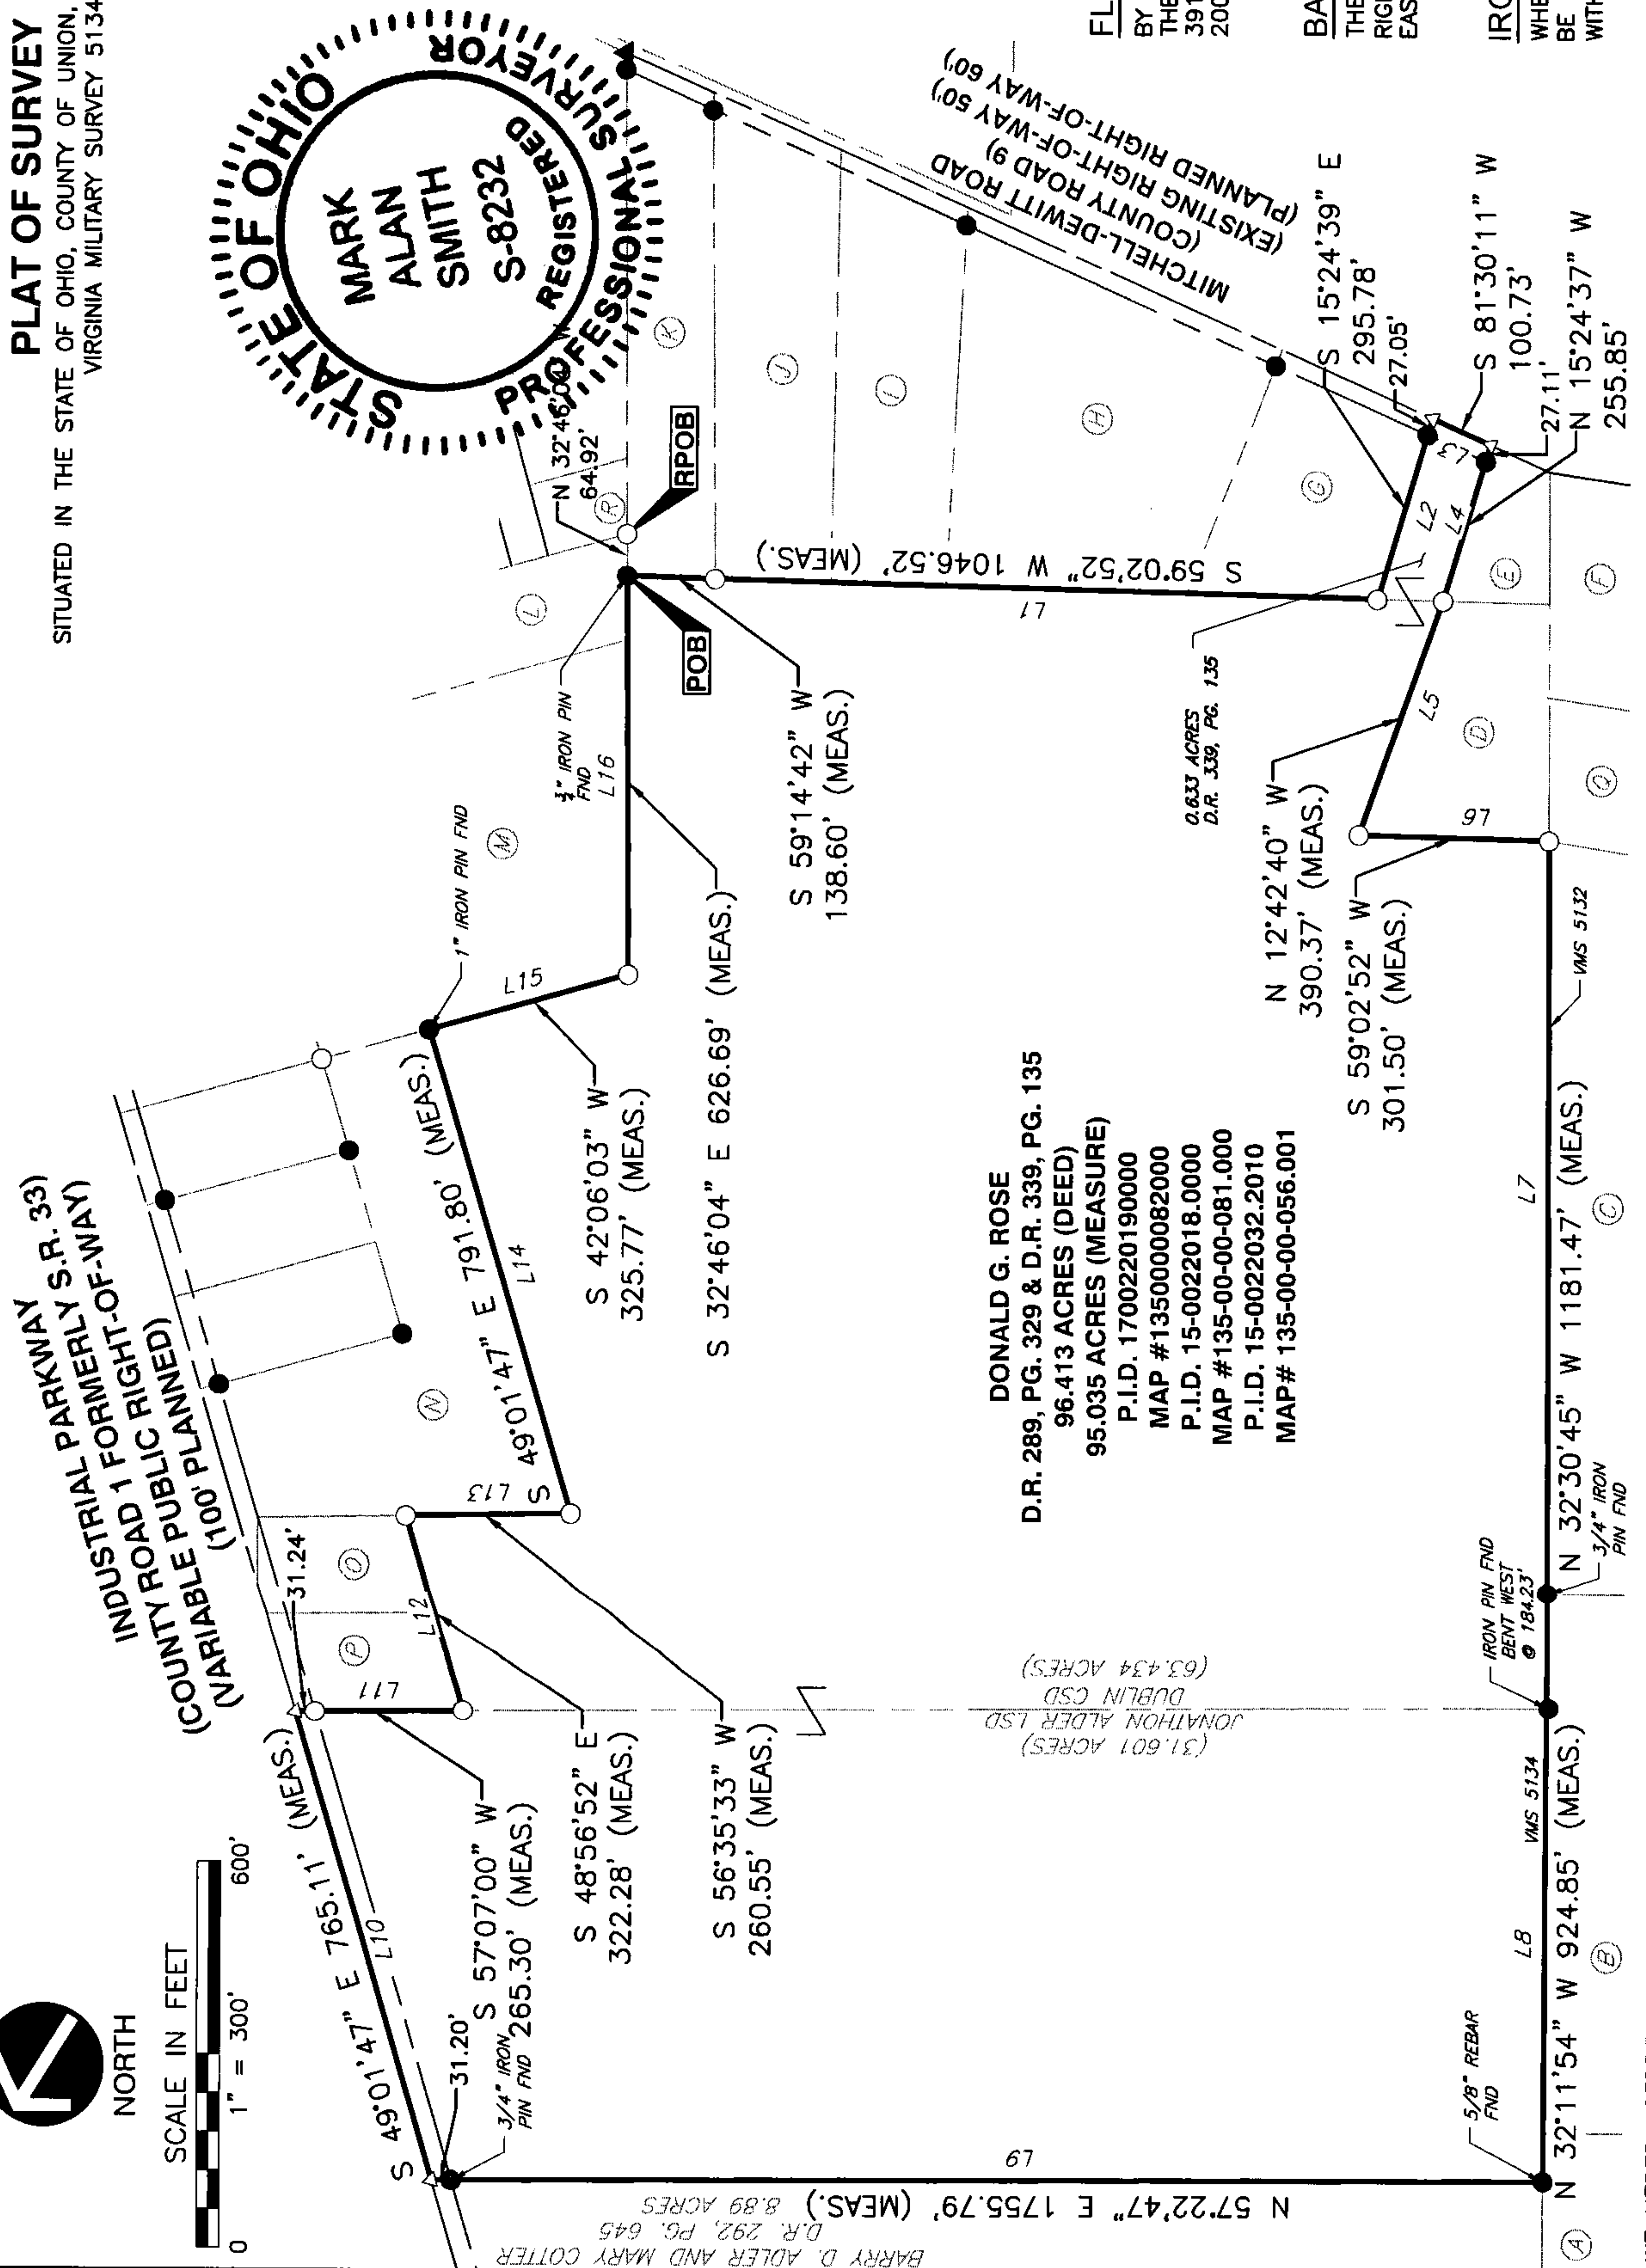 PLAT OF SURVEY
SITUATED IN THE STATE OF OHIO, COUNTY OF UNION,
VIRGINIA MILITARY SURVEY 5134
STATE OF OHIO
MARK
ALAN
SMITH
S-8232
REGISTERED
PROFESSIONAL SURVEYOR
NORTH
SCALE IN FEET
0
1" = 300'
600'
INDUSTRIAL PARKWAY
(COUNTY ROAD 1 FORMERLY S.R. 33)
(VARIABLE PUBLIC RIGHT-OF-WAY)
(100' PLANNED)
MITCHELL-DEWITT ROAD
(COUNTY ROAD 9)
(EXISTING RIGHT-OF-WAY 50')
(PLANNED RIGHT-OF-WAY 60')
FL
BY
THE
391
200
BA
THE
RIG
EAS
IRO
WHE
BE
WITH
N 32°46'04" W
64.92'
RPOB
POB
R
K
J
I
H
G
L
M
N
O
P
E
F
D
Q
C
B
A
3/4" IRON PIN
FND
L16
1" IRON PIN FND
S 59°14'42" W
138.60' (MEAS.)
S 59°02'52" W 1046.52' (MEAS.)
L1
S 15°24'39" E
295.78'
27.05'
L2
L3
L4
S 81°30'11" W
100.73'
27.11'
N 15°24'37" W
255.85'
0.633 ACRES
D.R. 339, PG. 135
L5
N 12°42'40" W
390.37' (MEAS.)
L6
S 59°02'52" W
301.50' (MEAS.)
VMS 5132
L7
N 32°30'45" W 1181.47' (MEAS.)
3/4" IRON
PIN FND
IRON PIN FND
BENT WEST
@ 184.23'
VMS 5134
L8
N 32°11'54" W 924.85' (MEAS.)
5/8" REBAR
FND
L9
N 57°22'47" E 1755.79' (MEAS.)
BARRY D. ADLER AND MARY COTTER
D.R. 292, PG. 645
8.89 ACRES
S 49°01'47" E 765.11' (MEAS.)
L10
31.20'
3/4" IRON
PIN FND
31.24'
L11
S 57°07'00" W
265.30' (MEAS.)
L12
S 48°56'52" E
322.28' (MEAS.)
L13
S 56°35'33" W
260.55' (MEAS.)
S 49°01'47" E 791.80' (MEAS.)
L14
L15
S 42°06'03" W
325.77' (MEAS.)
S 32°46'04" E 626.69' (MEAS.)
DONALD G. ROSE
D.R. 289, PG. 329 & D.R. 339, PG. 135
96.413 ACRES (DEED)
95.035 ACRES (MEASURE)
P.I.D. 1700220190000
MAP #1350000082000
P.I.D. 15-0022018.0000
MAP #135-00-00-081.000
P.I.D. 15-0022032.2010
MAP# 135-00-00-056.001
(63.434 ACRES)
DUBLIN CSD
JONATHON ALDER LSD
(31.601 ACRES)